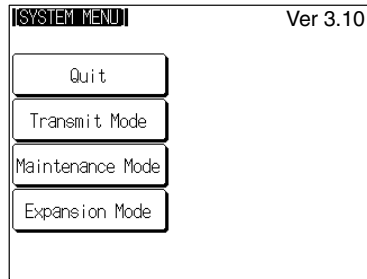 SYSTEM MENU
Ver 3.10
Quit
Transmit Mode
Maintenance Mode
Expansion Mode